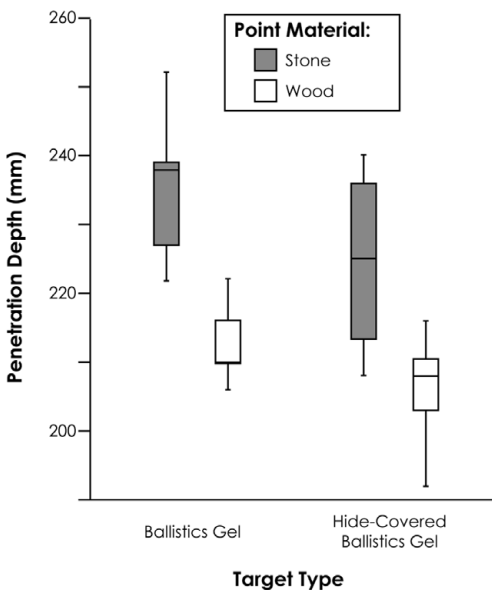 Point Material:
Stone
Wood
Penetration Depth (mm)
260
240
220
200
Ballistics Gel
Hide-Covered
Ballistics Gel
Target Type